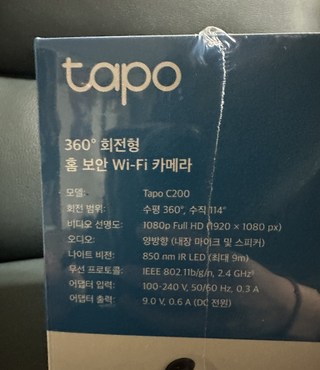 tapo
360° 회전형
홈 보안 Wi-Fi 카메라
모델: Tapo C200
회전 범위: 수평 360°, 수직 114°
비디오 선명도: 1080p Full HD (1920 × 1080 px)
오디오: 양방향 (내장 마이크 및 스피커)
나이트 비전: 850 nm IR LED (최대 9m)
무선 프로토콜: IEEE 802.11b/g/n, 2.4 GHz
어댑터 입력: 100-240 V, 50/60 Hz, 0.3 A
어댑터 출력: 9.0 V, 0.6 A (DC 전원)